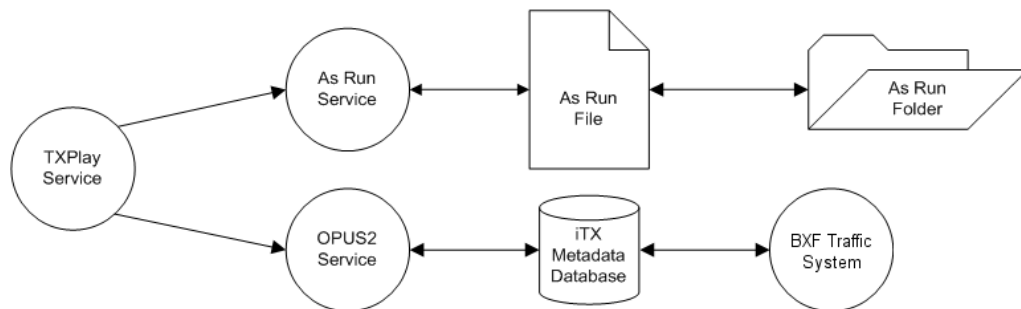 As Run
Service
As Run
File
As Run
Folder
TXPlay
Service
OPUS2
Service
iTX
Metadata
Database
BXF Traffic
System